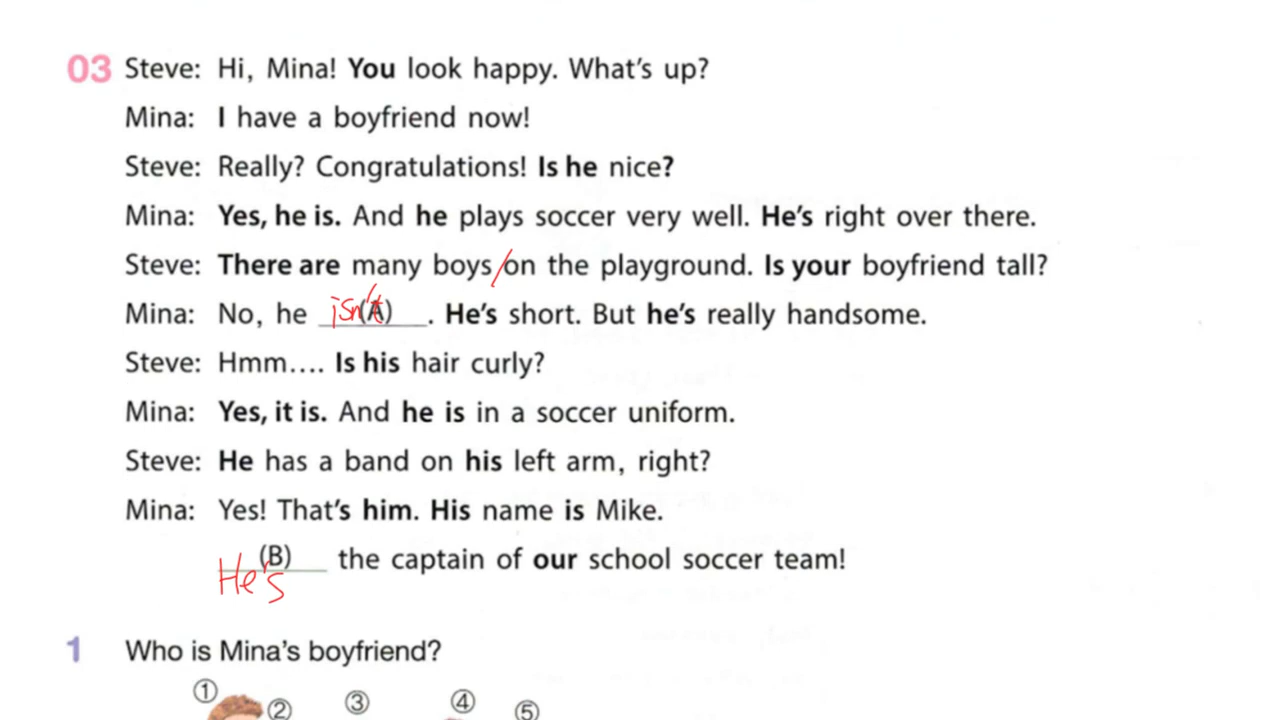 03 Steve: Hi, Mina! You look happy. What's up?
Mina: I have a boyfriend now!
Steve: Really? Congratulations! Is he nice?
Mina: Yes, he is. And he plays soccer very well. He's right over there.
Steve: There are many boys / on the playground. Is your boyfriend tall?
Mina: No, he isn't (A). He's short. But he's really handsome.
Steve: Hmm.... Is his hair curly?
Mina: Yes, it is. And he is in a soccer uniform.
Steve: He has a band on his left arm, right?
Mina: Yes! That's him. His name is Mike.
(B) He's the captain of our school soccer team!
1 Who is Mina's boyfriend?
① ② ③ ④ ⑤